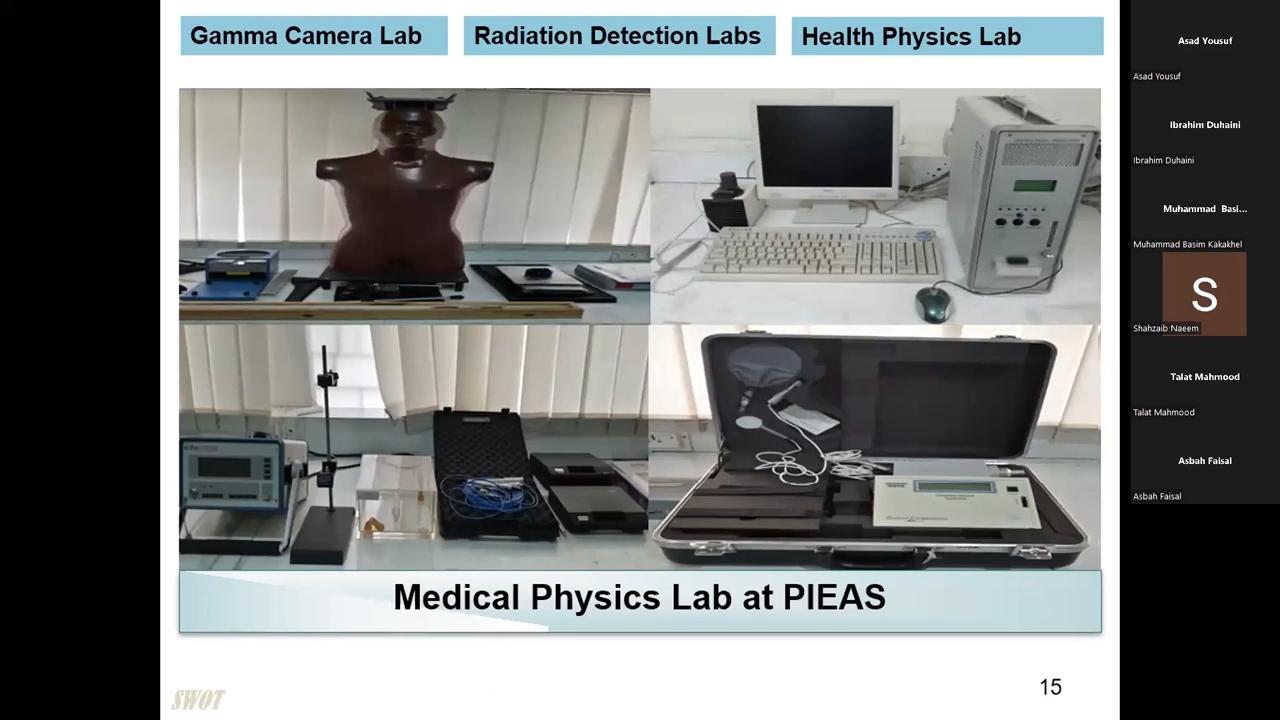 Gamma Camera Lab
Radiation Detection Labs
Health Physics Lab
Medical Physics Lab at PIEAS
SWOT
15
Asad Yousuf
Asad Yousuf
Ibrahim Duhaini
Ibrahim Duhaini
Muhammad Basi...
Muhammad Basim Kakakhel
S
Shahzaib Naeem
Talat Mahmood
Talat Mahmood
Asbah Faisal
Asbah Faisal